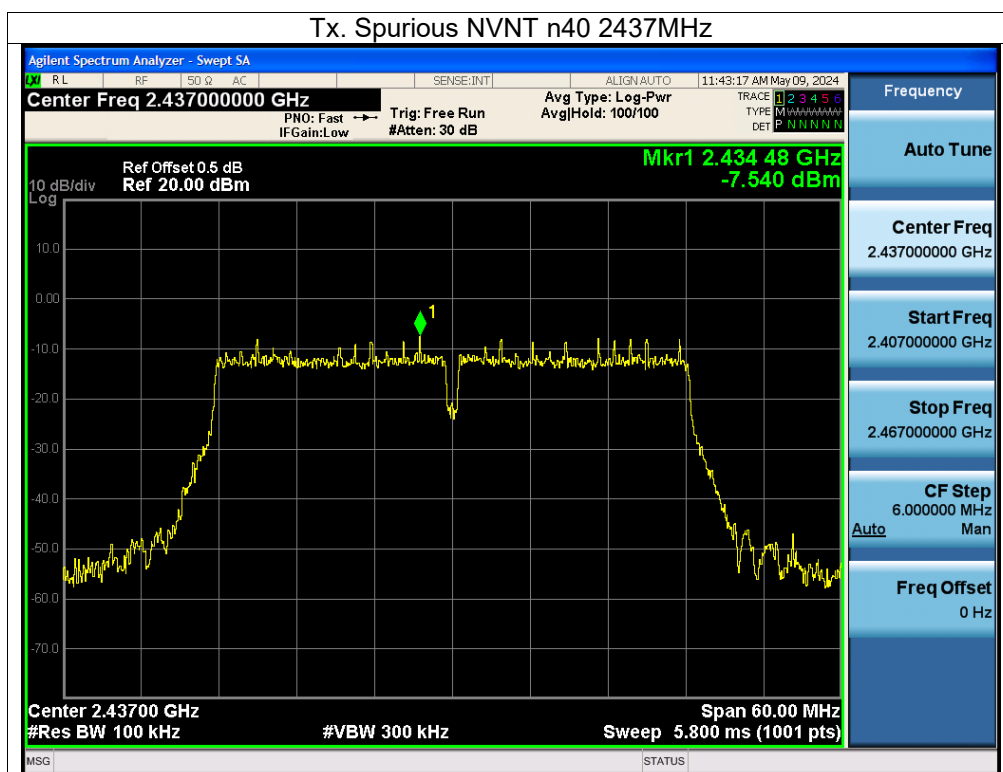 Tx. Spurious NVNT n40 2437MHz
Agilent Spectrum Analyzer - Swept SA
LXI RL RF 50 Ω AC SENSE:INT ALIGN AUTO 11:43:17 AM May 09, 2024
Center Freq 2.437000000 GHz
PNO: Fast
IFGain:Low
Trig: Free Run
#Atten: 30 dB
Avg Type: Log-Pwr
Avg|Hold: 100/100
TRACE 1 2 3 4 5 6
TYPE M WWWWW
DET P N N N N N
Frequency
Ref Offset 0.5 dB
10 dB/div Ref 20.00 dBm
Log
Mkr1 2.434 48 GHz
-7.540 dBm
1
10.0
0.00
-10.0
-20.0
-30.0
-40.0
-50.0
-60.0
-70.0
Center 2.43700 GHz Span 60.00 MHz
#Res BW 100 kHz #VBW 300 kHz Sweep 5.800 ms (1001 pts)
MSG STATUS
Auto Tune
Center Freq
2.437000000 GHz
Start Freq
2.407000000 GHz
Stop Freq
2.467000000 GHz
CF Step
6.000000 MHz
Auto Man
Freq Offset
0 Hz